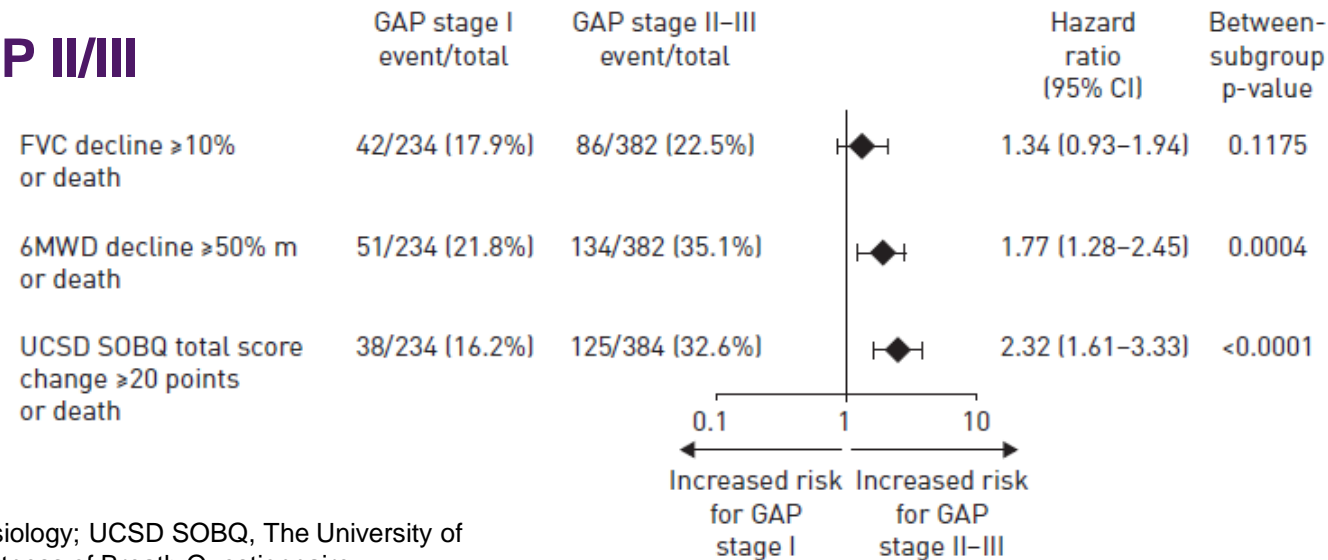 P II/III
GAP stage I
event/total
GAP stage II–III
event/total
Hazard
ratio
(95% CI)
Between-
subgroup
p-value
FVC decline ≥10%
or death
42/234 (17.9%)
86/382 (22.5%)
1.34 (0.93–1.94)
0.1175
6MWD decline ≥50% m
or death
51/234 (21.8%)
134/382 (35.1%)
1.77 (1.28–2.45)
0.0004
UCSD SOBQ total score
change ≥20 points
or death
38/234 (16.2%)
125/384 (32.6%)
2.32 (1.61–3.33)
<0.0001
0.1 1 10
Increased risk
for GAP
stage I
Increased risk
for GAP
stage II–III
siology; UCSD SOBQ, The University of